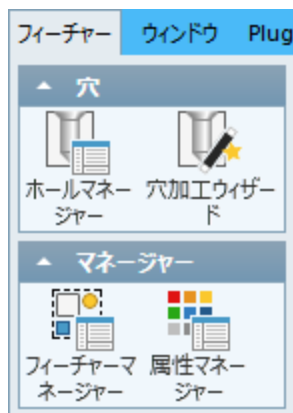 フィーチャー ウィンドウ Plug
穴
ホールマネー
ジャー
穴加工ウィザー
ド
マネージャー
フィーチャーマ
ネージャー
属性マネー
ジャー